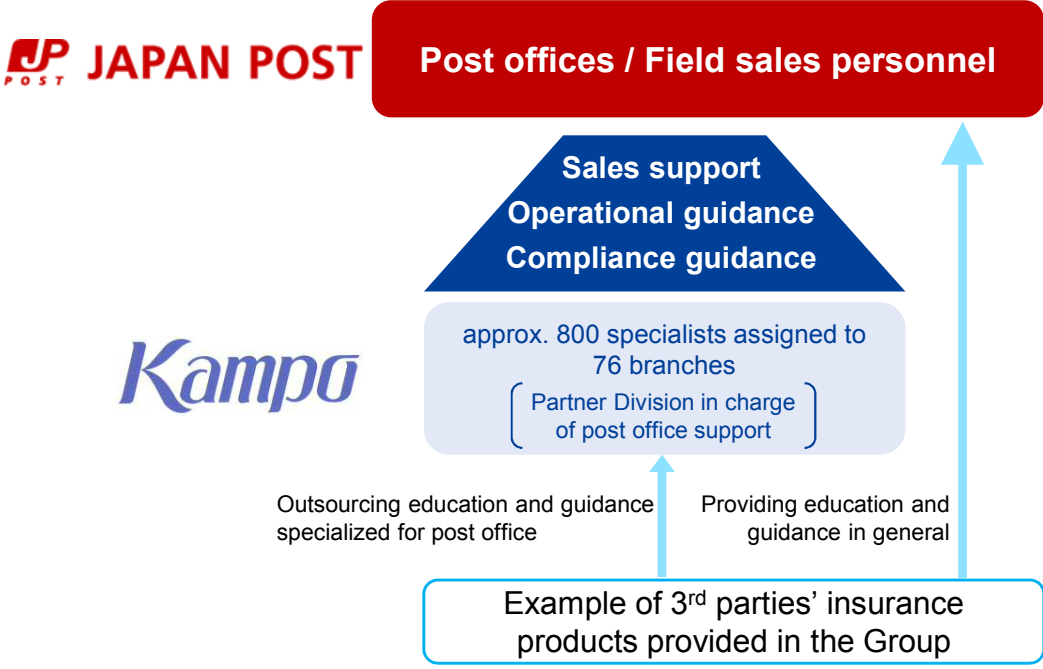 JP
POST
JAPAN POST
Post offices / Field sales personnel
Sales support
Operational guidance
Compliance guidance
Kampo
approx. 800 specialists assigned to
76 branches
Partner Division in charge
of post office support
Outsourcing education and guidance
specialized for post office
Providing education and
guidance in general
Example of 3rd parties’ insurance
products provided in the Group